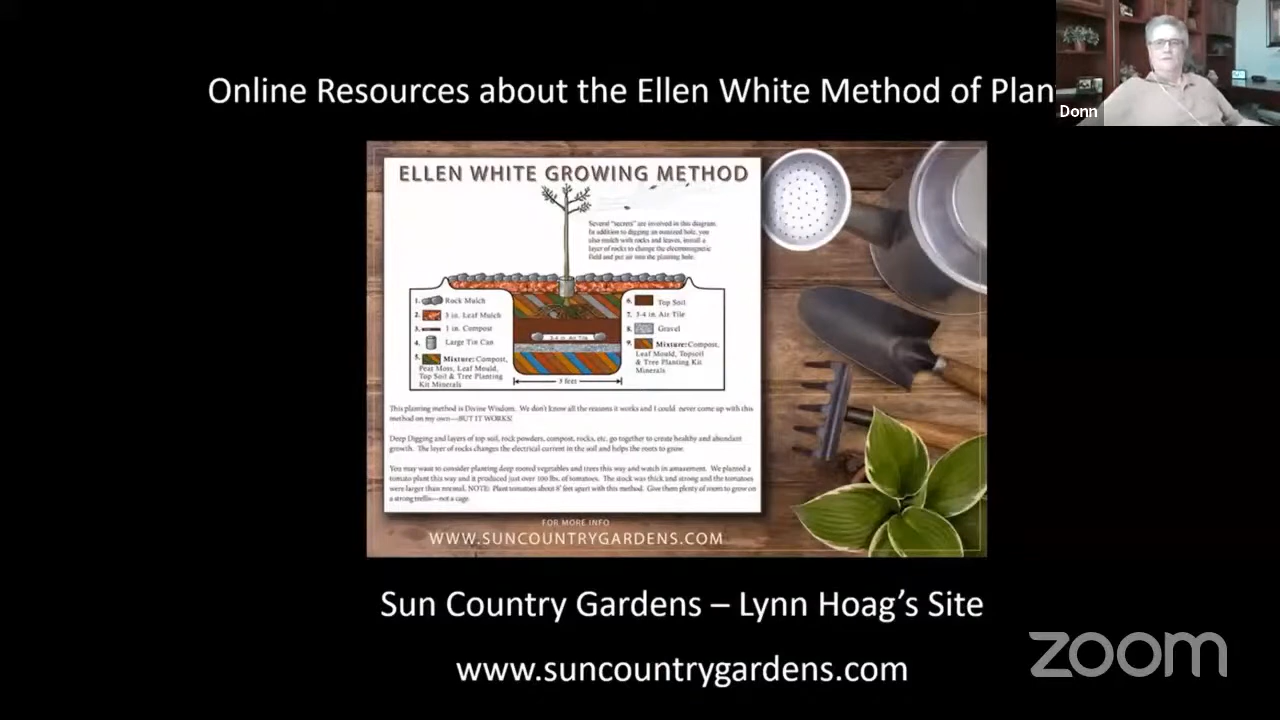 Online Resources about the Ellen White Method of Plan
Donn
ELLEN WHITE GROWING METHOD
Several "secrets" are involved in this diagram.
In addition to digging an oversized hole, you
also mulch with rocks and leaves, install a
layer of rocks to change the electromagnetic
field and put air into the planting hole.
1. Rock Mulch
2. 3 in. Leaf Mulch
3. 1 in. Compost
4. Large Tin Can
5. Mixture: Compost,
Peat Moss, Leaf Mould,
Top Soil & Tree Planting
Kit Minerals
6. Top Soil
7. 3-4 in. Air Tile
8. Gravel
9. Mixture: Compost,
Leaf Mould, Topsoil
& Tree Planting Kit
Minerals
3-4 in. Air Tile
3 feet
This planting method is Divine Wisdom. We don't know all the reasons it works and I could never come up with this
method on my own—BUT IT WORKS!
Deep Digging and layers of top soil, rock powders, compost, rocks, etc. go together to create healthy and abundant
growth. The layer of rocks changes the electrical current in the soil and helps the roots to grow.
You may want to consider planting deep rooted vegetables and trees this way and watch in amazement. We planted a
tomato plant this way and it produced just over 100 lbs. of tomatoes. The stock was thick and strong and the tomatoes
were larger than normal. NOTE: Plant tomatoes about 8' feet apart with this method. Give them plenty of room to grow on
a strong trellis—not a cage.
FOR MORE INFO
WWW.SUNCOUNTRYGARDENS.COM
Sun Country Gardens – Lynn Hoag's Site
www.suncountrygardens.com
zoom